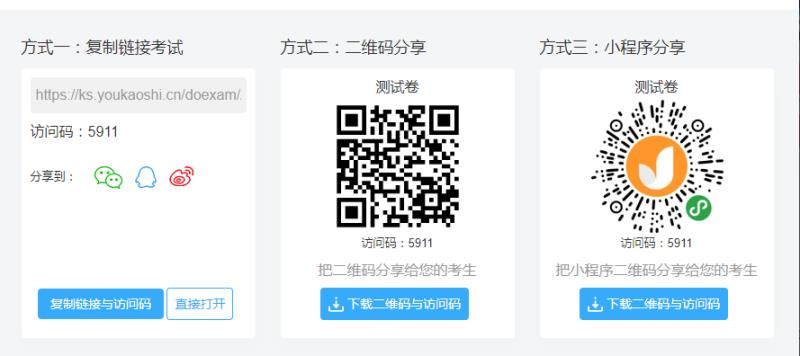 方式一：复制链接考试
https://ks.youkaoshi.cn/doexam/
访问码：5911
分享到：
复制链接与访问码
直接打开
方式二：二维码分享
测试卷
访问码：5911
把二维码分享给您的考生
下载二维码与访问码
方式三：小程序分享
测试卷
访问码：5911
把小程序二维码分享给您的考生
下载二维码与访问码